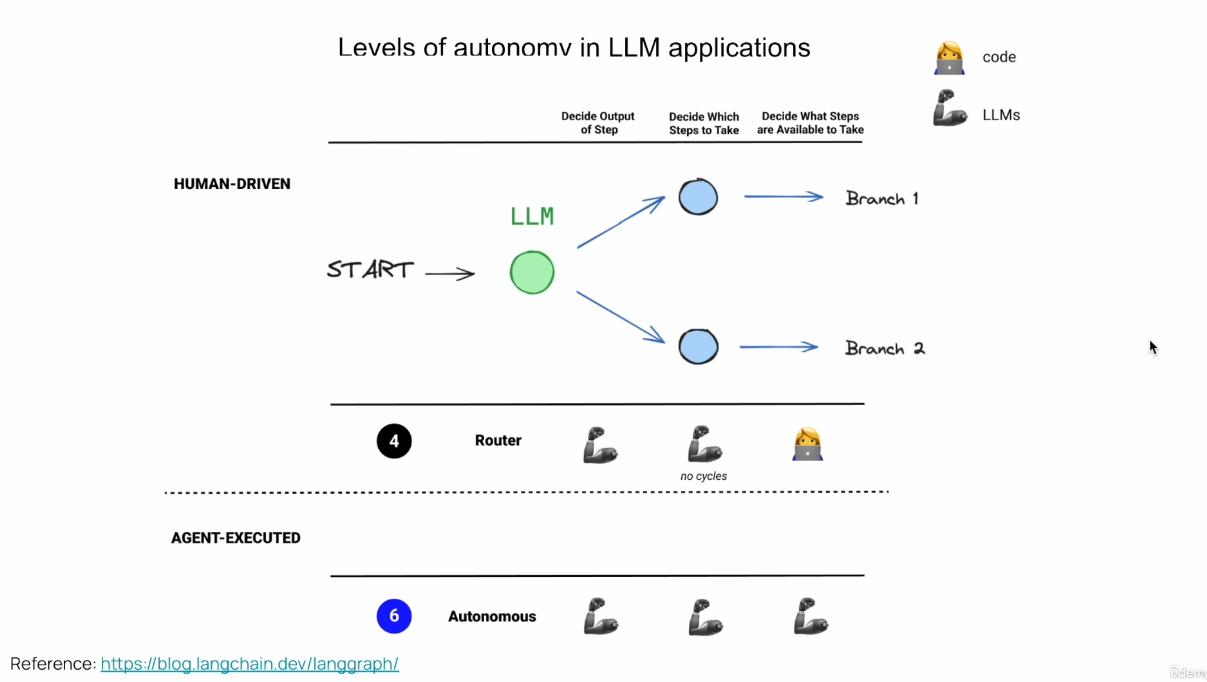 Levels of autonomy in LLM applications
code
LLMs
Decide Output
of Step
Decide Which
Steps to Take
Decide What Steps
are Available to Take
HUMAN-DRIVEN
LLM
START
Branch 1
Branch 2
4
Router
no cycles
AGENT-EXECUTED
6
Autonomous
Reference: https://blog.langchain.dev/langgraph/
Udemy